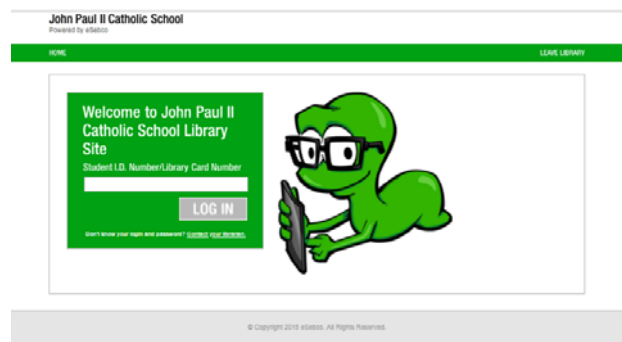 John Paul II Catholic School
Powered by eSebco
HOME
LEAVE LIBRARY
Welcome to John Paul II
Catholic School Library
Site
Student I.D. Number/Library Card Number
LOG IN
Don't know your login and password? Contact your librarian.
© Copyright 2018 eSebco. All Rights Reserved.